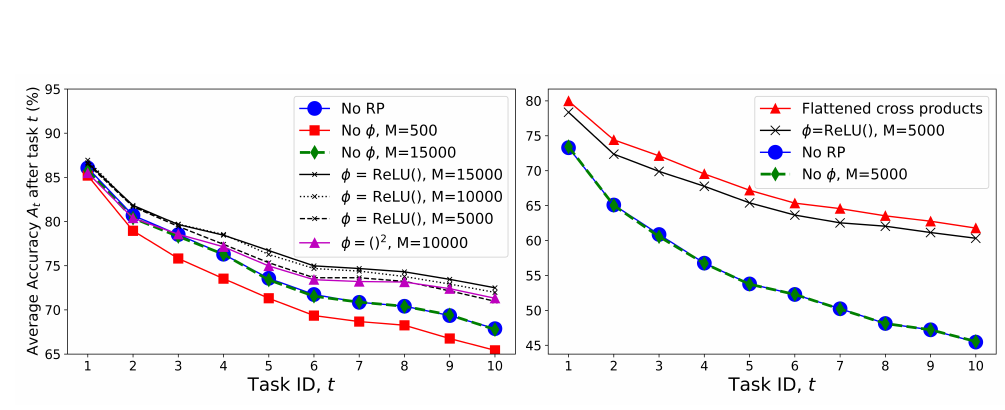 Average Accuracy A_t after task t (%)
95
90
85
80
75
70
65
No RP
No ϕ, M=500
No ϕ, M=15000
ϕ = ReLU(), M=15000
ϕ = ReLU(), M=10000
ϕ = ReLU(), M=5000
ϕ = ()², M=10000
1 2 3 4 5 6 7 8 9 10
Task ID, t
80
75
70
65
60
55
50
45
Flattened cross products
ϕ=ReLU(), M=5000
No RP
No ϕ, M=5000
1 2 3 4 5 6 7 8 9 10
Task ID, t